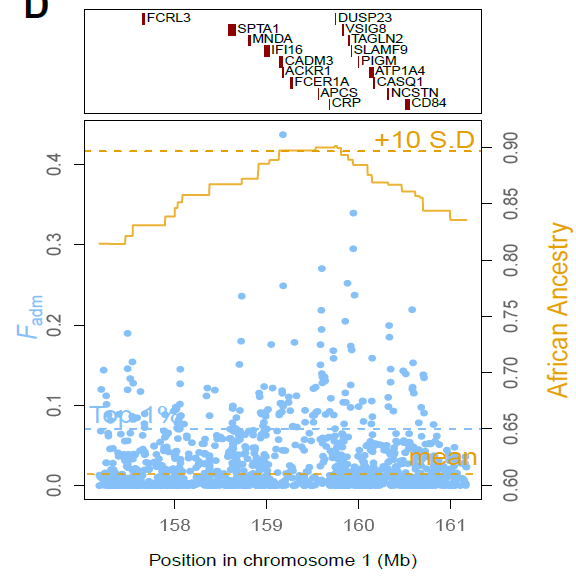 D
FCRL3
DUSP23
SPTA1
VSIG8
MNDA
TAGLN2
IFI16
SLAMF9
CADM3
PIGM
ACKR1
ATP1A4
FCER1A
CASQ1
APCS
NCSTN
CRP
CD84
+10 S.D
Top 1%
mean
0.0
0.1
0.2
0.3
0.4
Fadm
0.60
0.65
0.70
0.75
0.80
0.85
0.90
African Ancestry
158
159
160
161
Position in chromosome 1 (Mb)